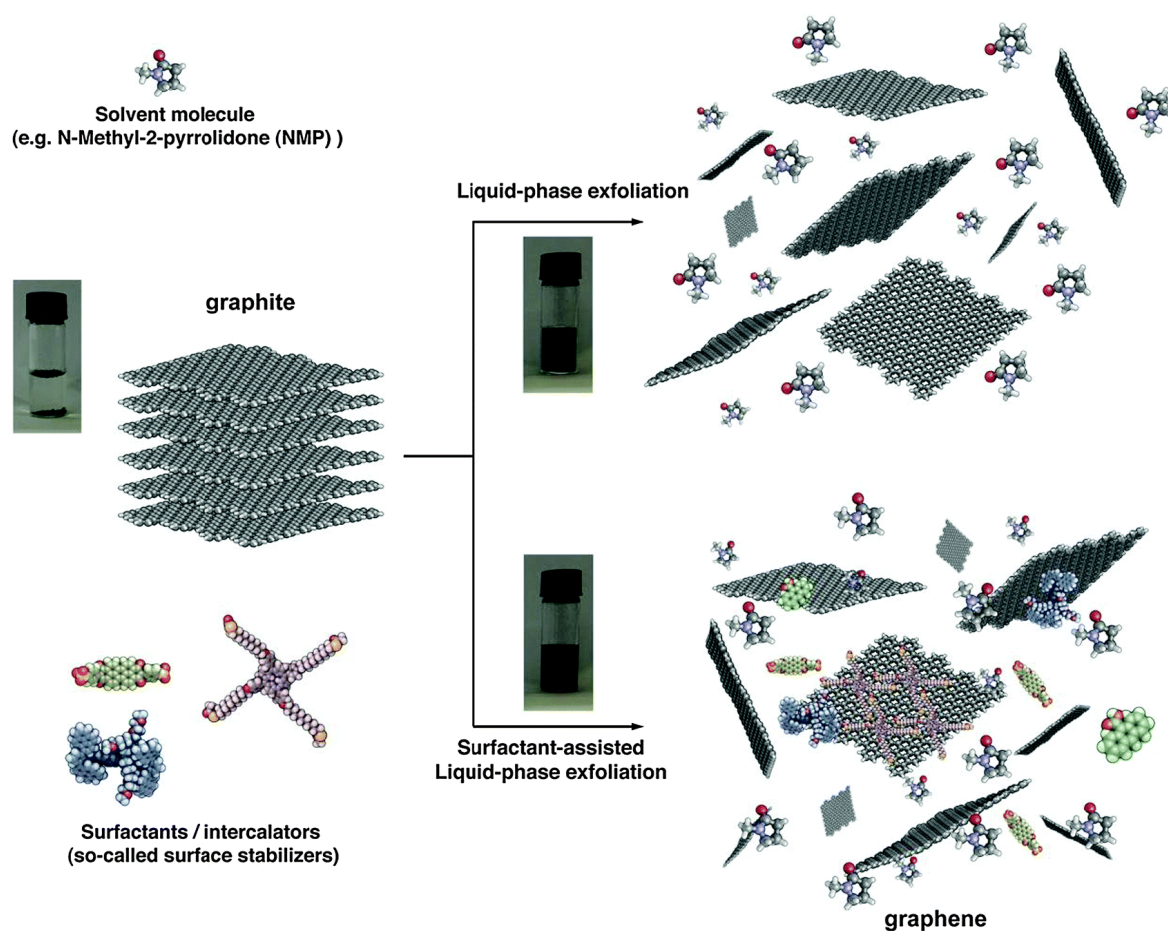 Solvent molecule
(e.g. N-Methyl-2-pyrrolidone (NMP) )
Liquid-phase exfoliation
graphite
Surfactant-assisted
Liquid-phase exfoliation
Surfactants / intercalators
(so-called surface stabilizers)
graphene